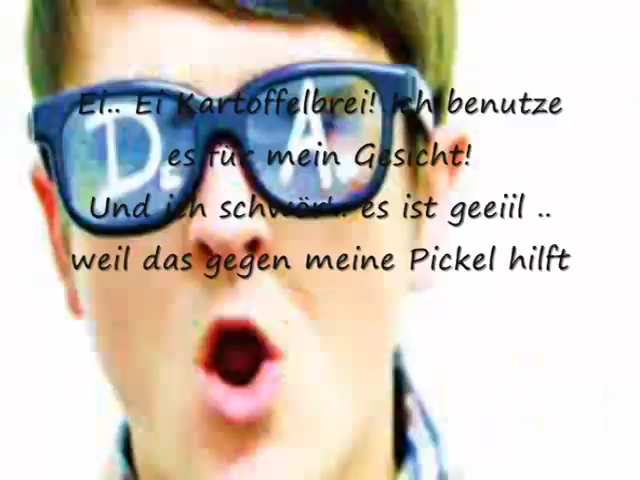 Ei.. Ei Kartoffelbrei! Ich benutze
es für mein Gesicht!
Und ich schwör.. es ist geeiil ..
weil das gegen meine Pickel hilft
D A